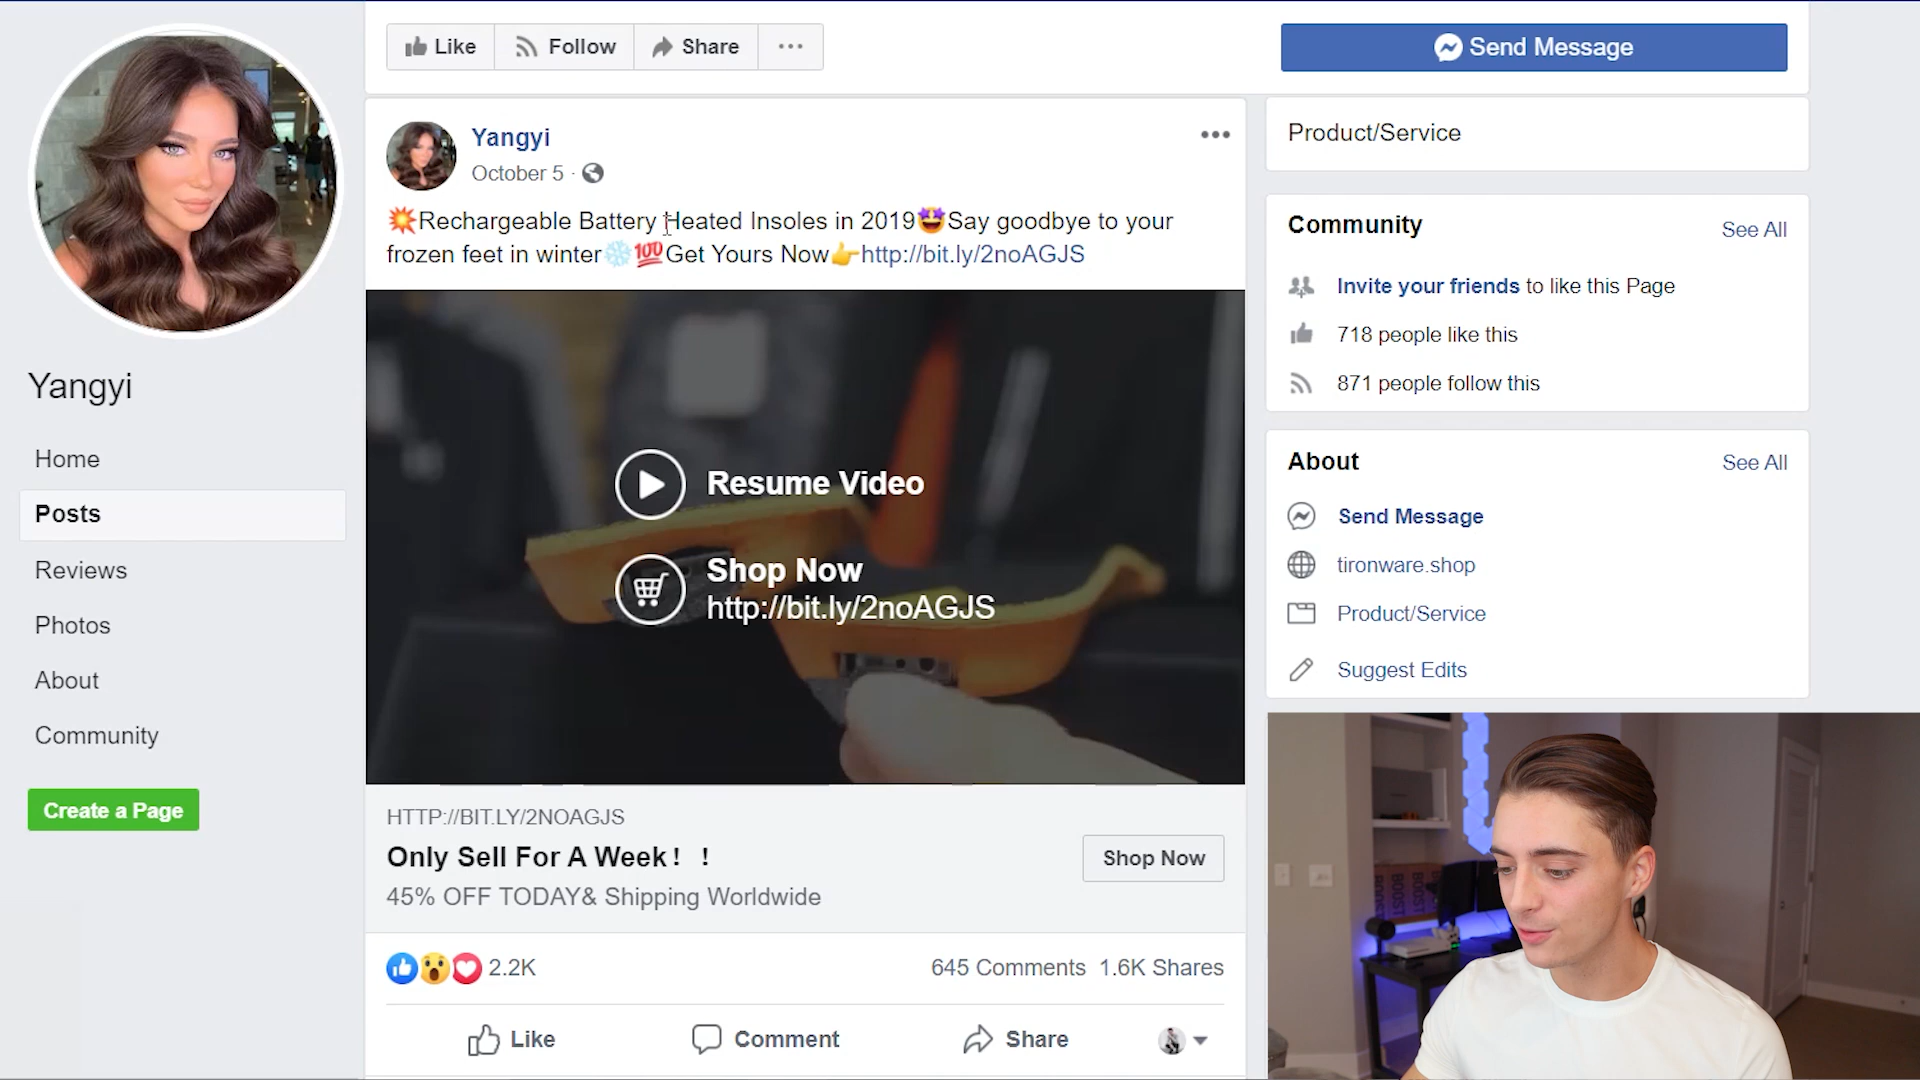 Like
Follow
Share
Send Message
Yangyi
October 5 ·
💥Rechargeable Battery Heated Insoles in 2019🤩Say goodbye to your
frozen feet in winter❄️💯Get Yours Now👉http://bit.ly/2noAGJS
Resume Video
Shop Now
http://bit.ly/2noAGJS
HTTP://BIT.LY/2NOAGJS
Only Sell For A Week！！
45% OFF TODAY& Shipping Worldwide
Shop Now
2.2K
645 Comments 1.6K Shares
Like
Comment
Share
Yangyi
Home
Posts
Reviews
Photos
About
Community
Create a Page
Product/Service
Community
See All
Invite your friends to like this Page
718 people like this
871 people follow this
About
See All
Send Message
tironware.shop
Product/Service
Suggest Edits
BOOST
BOOST